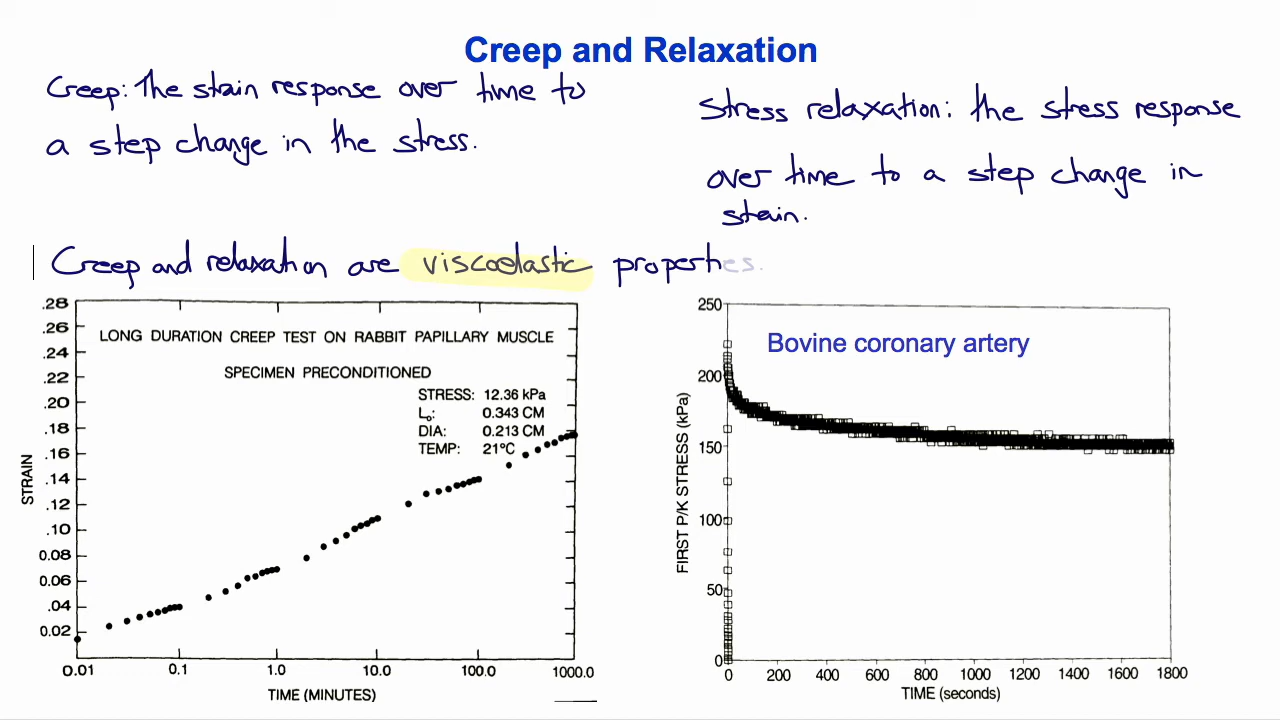 Creep and Relaxation
Creep: The stain response over time to
a step change in the stress.
Stress relaxation: the stress response
over time to a step change in
stain.
Creep and relaxation are viscoelastic properties.
.28
.26
.24
.22
.20
.18
.16
.14
.12
.10
0.08
0.06
.04
0.02
STRAIN
LONG DURATION CREEP TEST ON RABBIT PAPILLARY MUSCLE
SPECIMEN PRECONDITIONED
STRESS: 12.36 kPa
L₀: 0.343 CM
DIA: 0.213 CM
TEMP: 21°C
0.01 0.1 1.0 10.0 100.0 1000.0
TIME (MINUTES)
250
200
150
100
50
0
FIRST P/K STRESS (kPa)
Bovine coronary artery
0 200 400 600 800 1000 1200 1400 1600 1800
TIME (seconds)